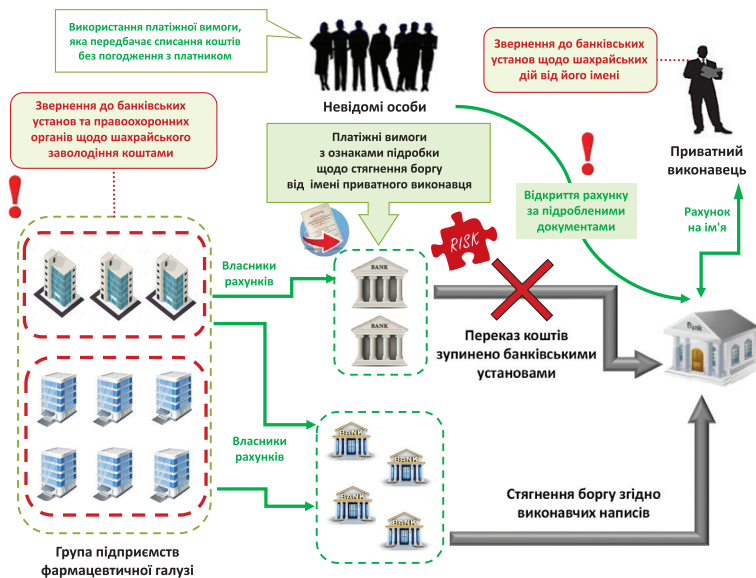 Використання платіжної вимоги,
яка передбачає списання коштів
без погодження з платником
Невідомі особи
Звернення до банківських
установ щодо шахрайських
дій від його імені
Приватний
виконавець
Звернення до банківських
установ та правоохоронних
органів щодо шахрайського
заволодіння коштами
Платіжні вимоги
з ознаками підробки
щодо стягнення боргу
від імені приватного виконавця
Відкриття рахунку
за підробленими
документами
Рахунок
на ім'я
RISK
Власники
рахунків
BANK
BANK
Bank
Переказ коштів
зупинено банківськими
установами
Власники
рахунків
BANK
BANK
BANK
BANK
Стягнення боргу згідно
виконавчих написів
Група підприємств
фармацевтичної галузі